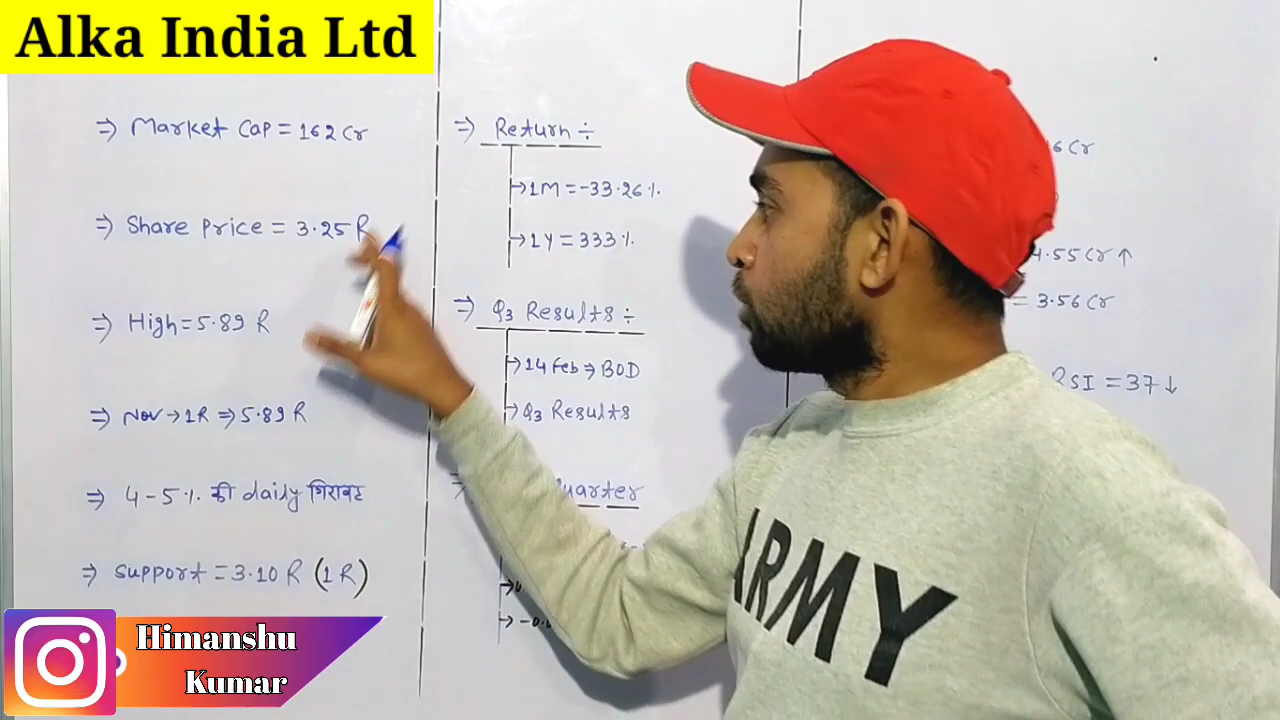 Alka India Ltd
⇒ Market Cap = 162 Cr
⇒ Share Price = 3.25 R
⇒ High = 5.89 R
⇒ Nov → 1R ⇒ 5.89 R
⇒ 4-5%. की daily गिरावट
⇒ Support = 3.10 R (1 R)
⇒ Return ÷
→ 1M = -33.26%.
→ 1Y = 333%.
⇒ Q3 Results ÷
→ 14 Feb ⇒ BOD
→ Q3 Results
⇒ Quarter
6 Cr
4.55 Cr ↑
= 3.56 Cr
RSI = 37 ↓
ARMY
Himanshu
Kumar